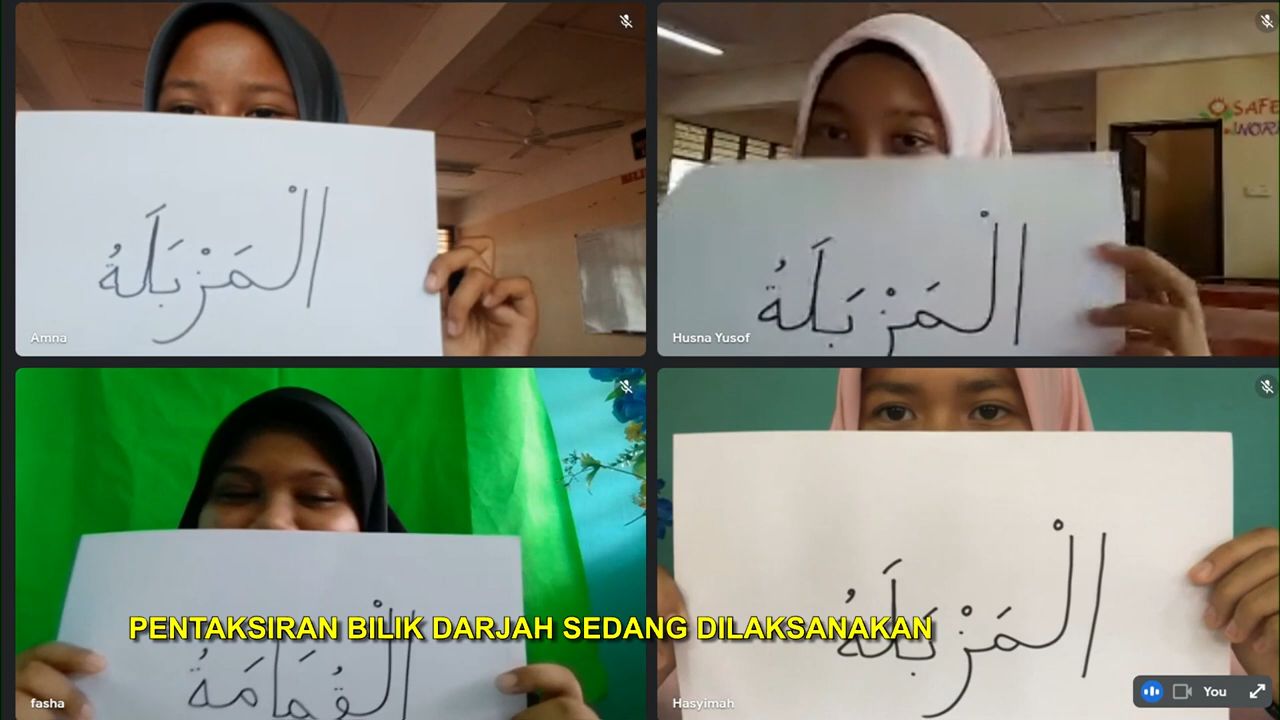 الْمَزْبَلَةُ
Amna
الْمَزْبَلَةُ
SAFE
Husna Yusof
الْقُمَامَةُ
fasha
الْمَزْبَلَةُ
Hasyimah
PENTAKSIRAN BILIK DARJAH SEDANG DILAKSANAKAN
You